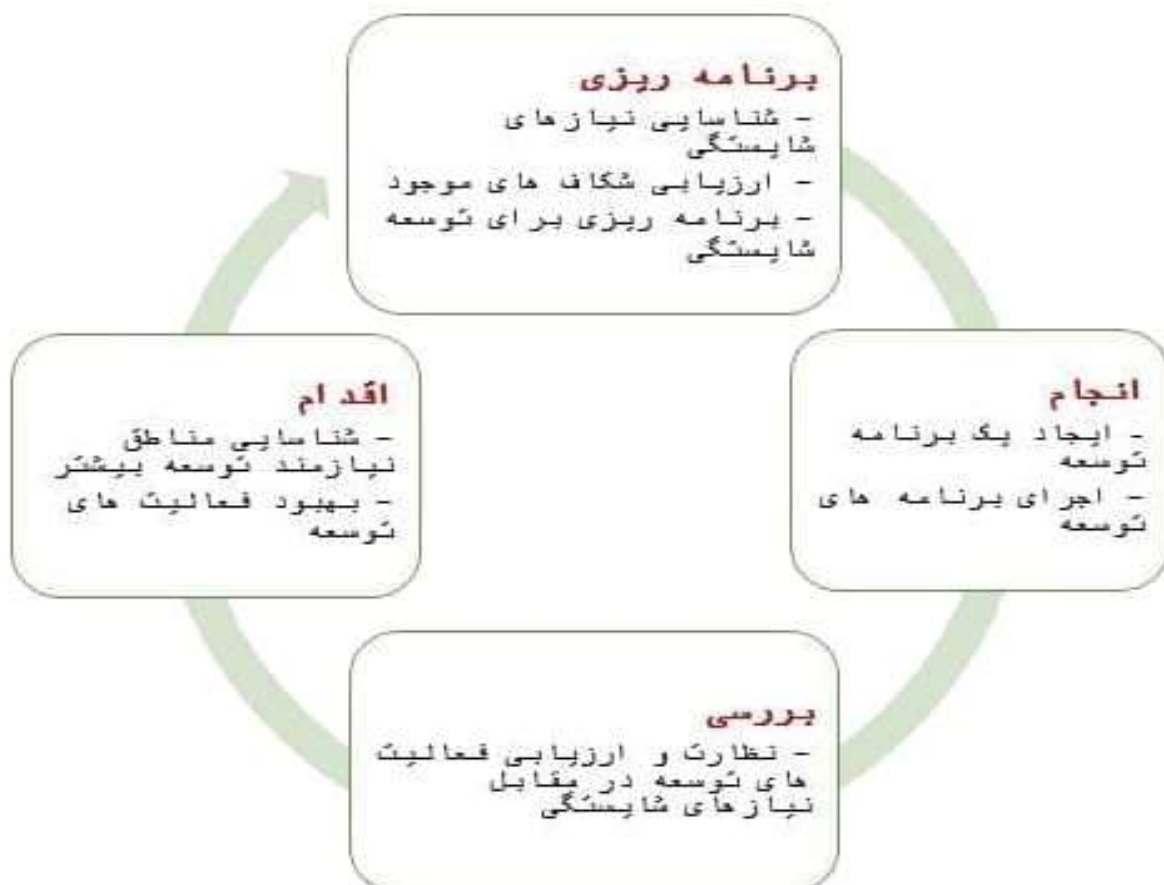 برنامه ریزی
- شناسایی نیازهای
شایستگی
- ارزیابی شکاف های موجود
- برنامه ریزی برای توسعه
شایستگی
انجام
- ایجاد یک برنامه
توسعه
- اجرای برنامه های
توسعه
بررسی
- نظارت و ارزیابی فعالیت
های توسعه در مقابل
نیازهای شایستگی
اقدام
- شناسایی مناطق
نیازمند توسعه بیشتر
- بهبود فعالیت های
توسعه